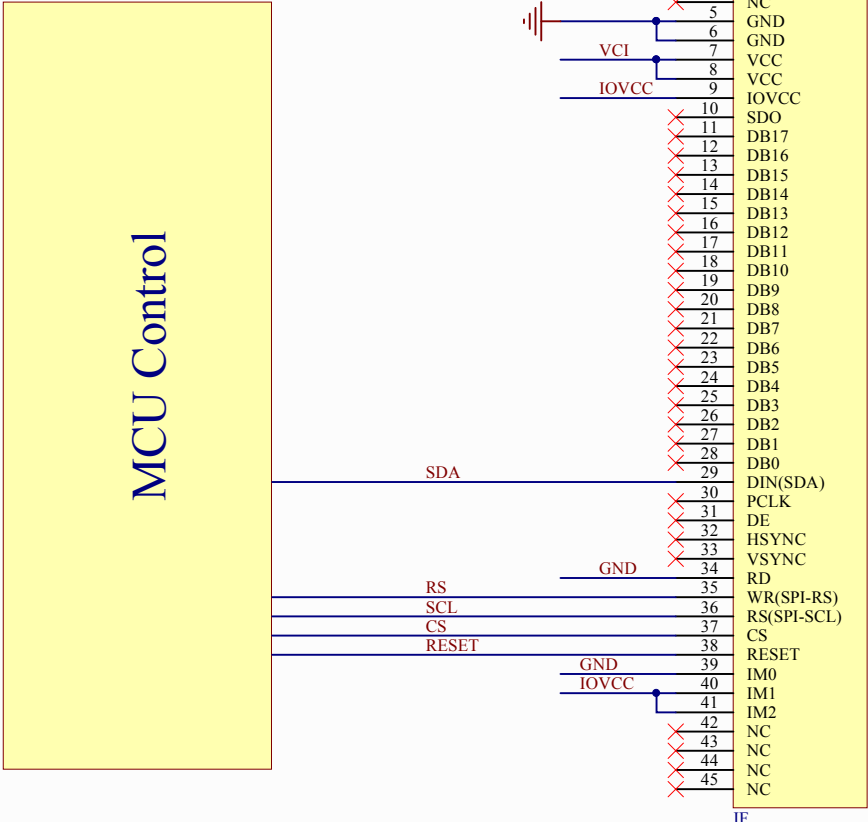 MCU Control
NC
5 GND
6 GND
VCI 7 VCC
8 VCC
IOVCC 9 IOVCC
10 SDO
11 DB17
12 DB16
13 DB15
14 DB14
15 DB13
16 DB12
17 DB11
18 DB10
19 DB9
20 DB8
21 DB7
22 DB6
23 DB5
24 DB4
25 DB3
26 DB2
27 DB1
28 DB0
SDA 29 DIN(SDA)
30 PCLK
31 DE
32 HSYNC
33 VSYNC
GND 34 RD
RS 35 WR(SPI-RS)
SCL 36 RS(SPI-SCL)
CS 37 CS
RESET 38 RESET
GND 39 IM0
IOVCC 40 IM1
41 IM2
42 NC
43 NC
44 NC
45 NC